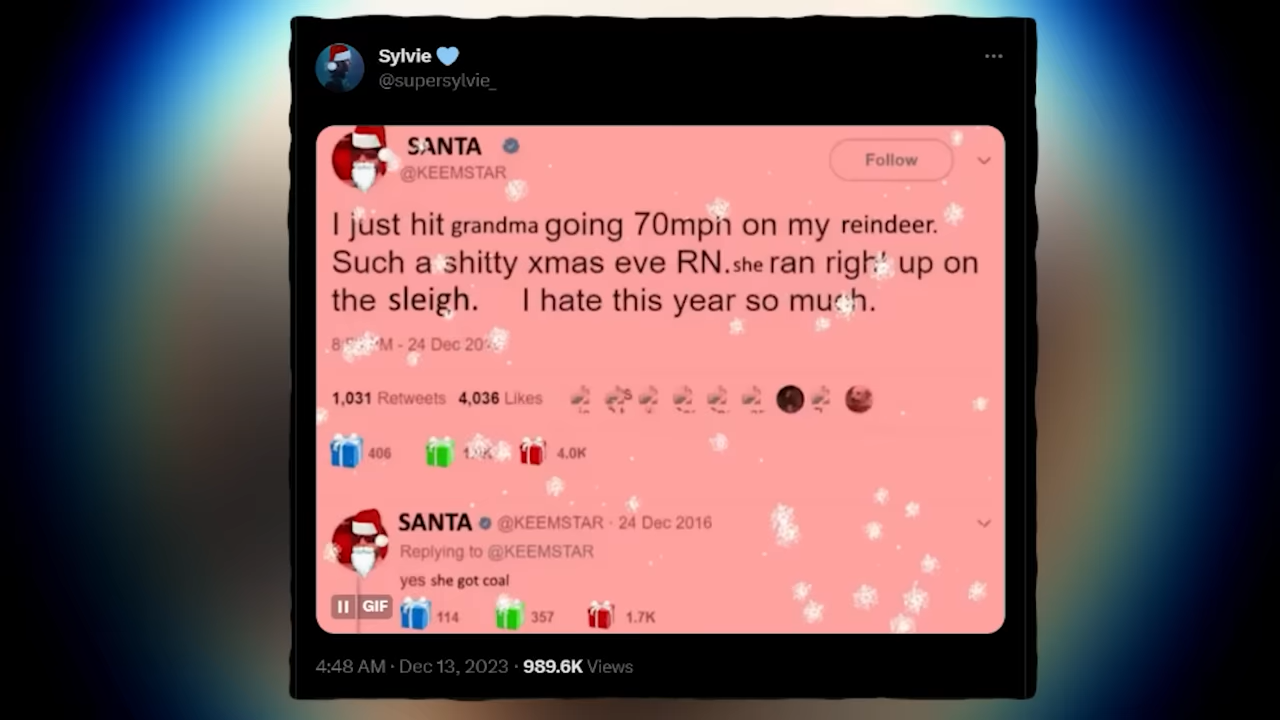 Sylvie
@supersylvie_
SANTA
@KEEMSTAR
Follow
I just hit grandma going 70mph on my reindeer.
Such a shitty xmas eve RN. she ran right up on
the sleigh. I hate this year so much.
M - 24 Dec
1,031 Retweets 4,036 Likes
406 4.0K
SANTA @KEEMSTAR · 24 Dec 2016
Replying to @KEEMSTAR
yes she got coal
GIF
114 357 1.7K
4:48 AM · Dec 13, 2023 · 989.6K Views